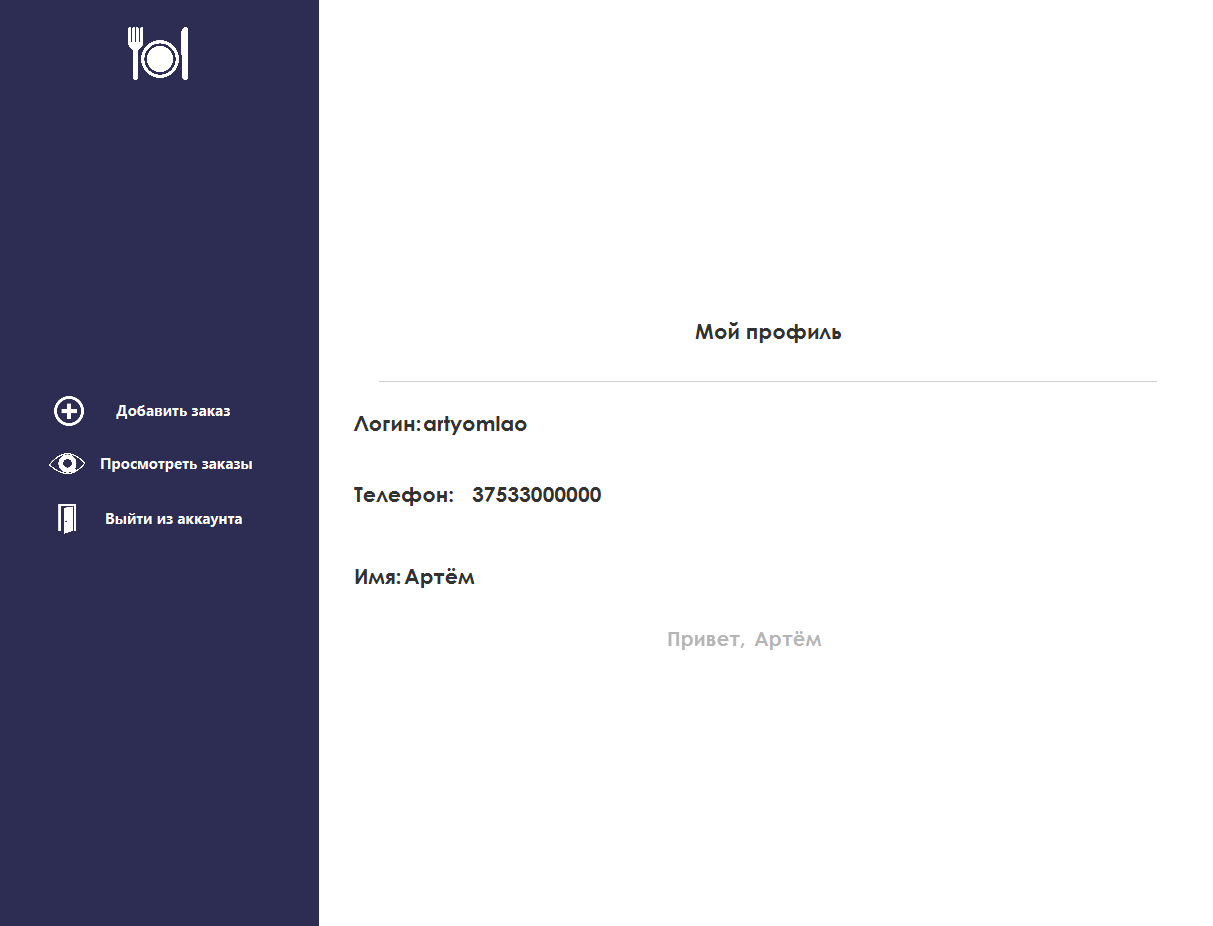 Добавить заказ
Просмотреть заказы
Выйти из аккаунта
Мой профиль
Логин: artyomlao
Телефон: 37533000000
Имя: Артём
Привет, Артём